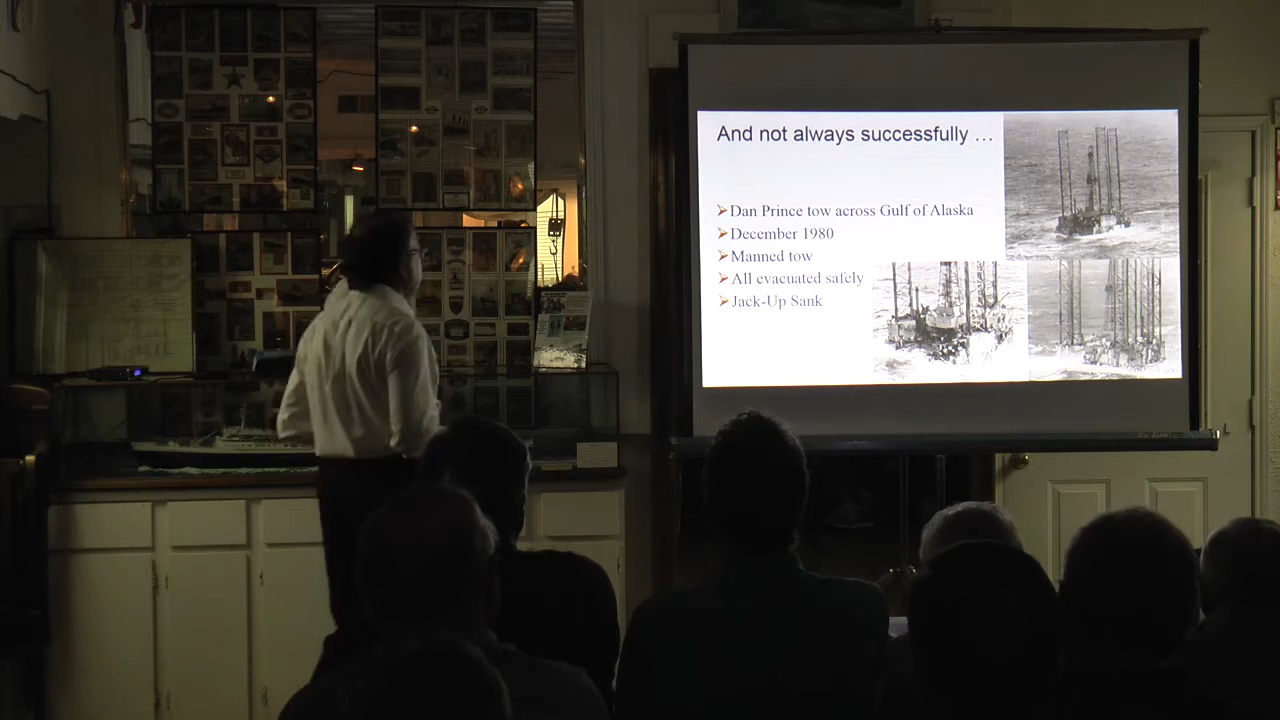 And not always successfully …
➢Dan Prince tow across Gulf of Alaska
➢December 1980
➢Manned tow
➢All evacuated safely
➢Jack-Up Sank